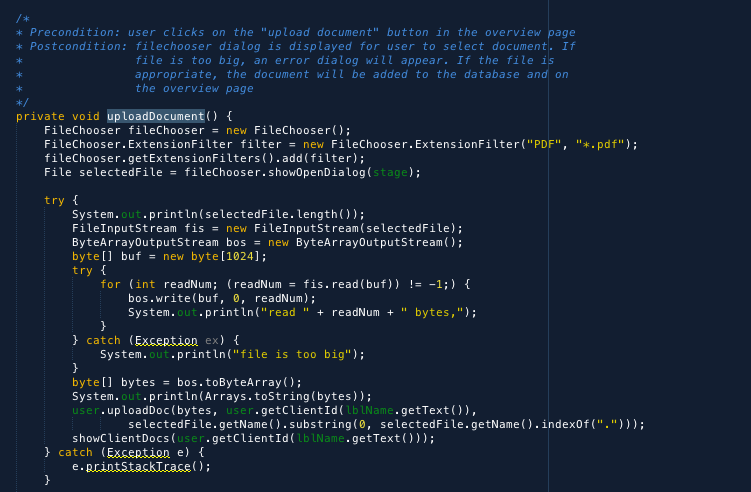 /*
* Precondition: user clicks on the "upload document" button in the overview page
* Postcondition: filechooser dialog is displayed for user to select document. If
*                file is too big, an error dialog will appear. If the file is
*                appropriate, the document will be added to the database and on
*                the overview page
*/
private void uploadDocument() {
    FileChooser fileChooser = new FileChooser();
    FileChooser.ExtensionFilter filter = new FileChooser.ExtensionFilter("PDF", "*.pdf");
    fileChooser.getExtensionFilters().add(filter);
    File selectedFile = fileChooser.showOpenDialog(stage);

    try {
        System.out.println(selectedFile.length());
        FileInputStream fis = new FileInputStream(selectedFile);
        ByteArrayOutputStream bos = new ByteArrayOutputStream();
        byte[] buf = new byte[1024];
        try {
            for (int readNum; (readNum = fis.read(buf)) != -1;) {
                bos.write(buf, 0, readNum);
                System.out.println("read " + readNum + " bytes,");
            }
        } catch (Exception ex) {
            System.out.println("file is too big");
        }
        byte[] bytes = bos.toByteArray();
        System.out.println(Arrays.toString(bytes));
        user.uploadDoc(bytes, user.getClientId(lblName.getText()),
                selectedFile.getName().substring(0, selectedFile.getName().indexOf(".")));
        showClientDocs(user.getClientId(lblName.getText()));
    } catch (Exception e) {
        e.printStackTrace();
    }